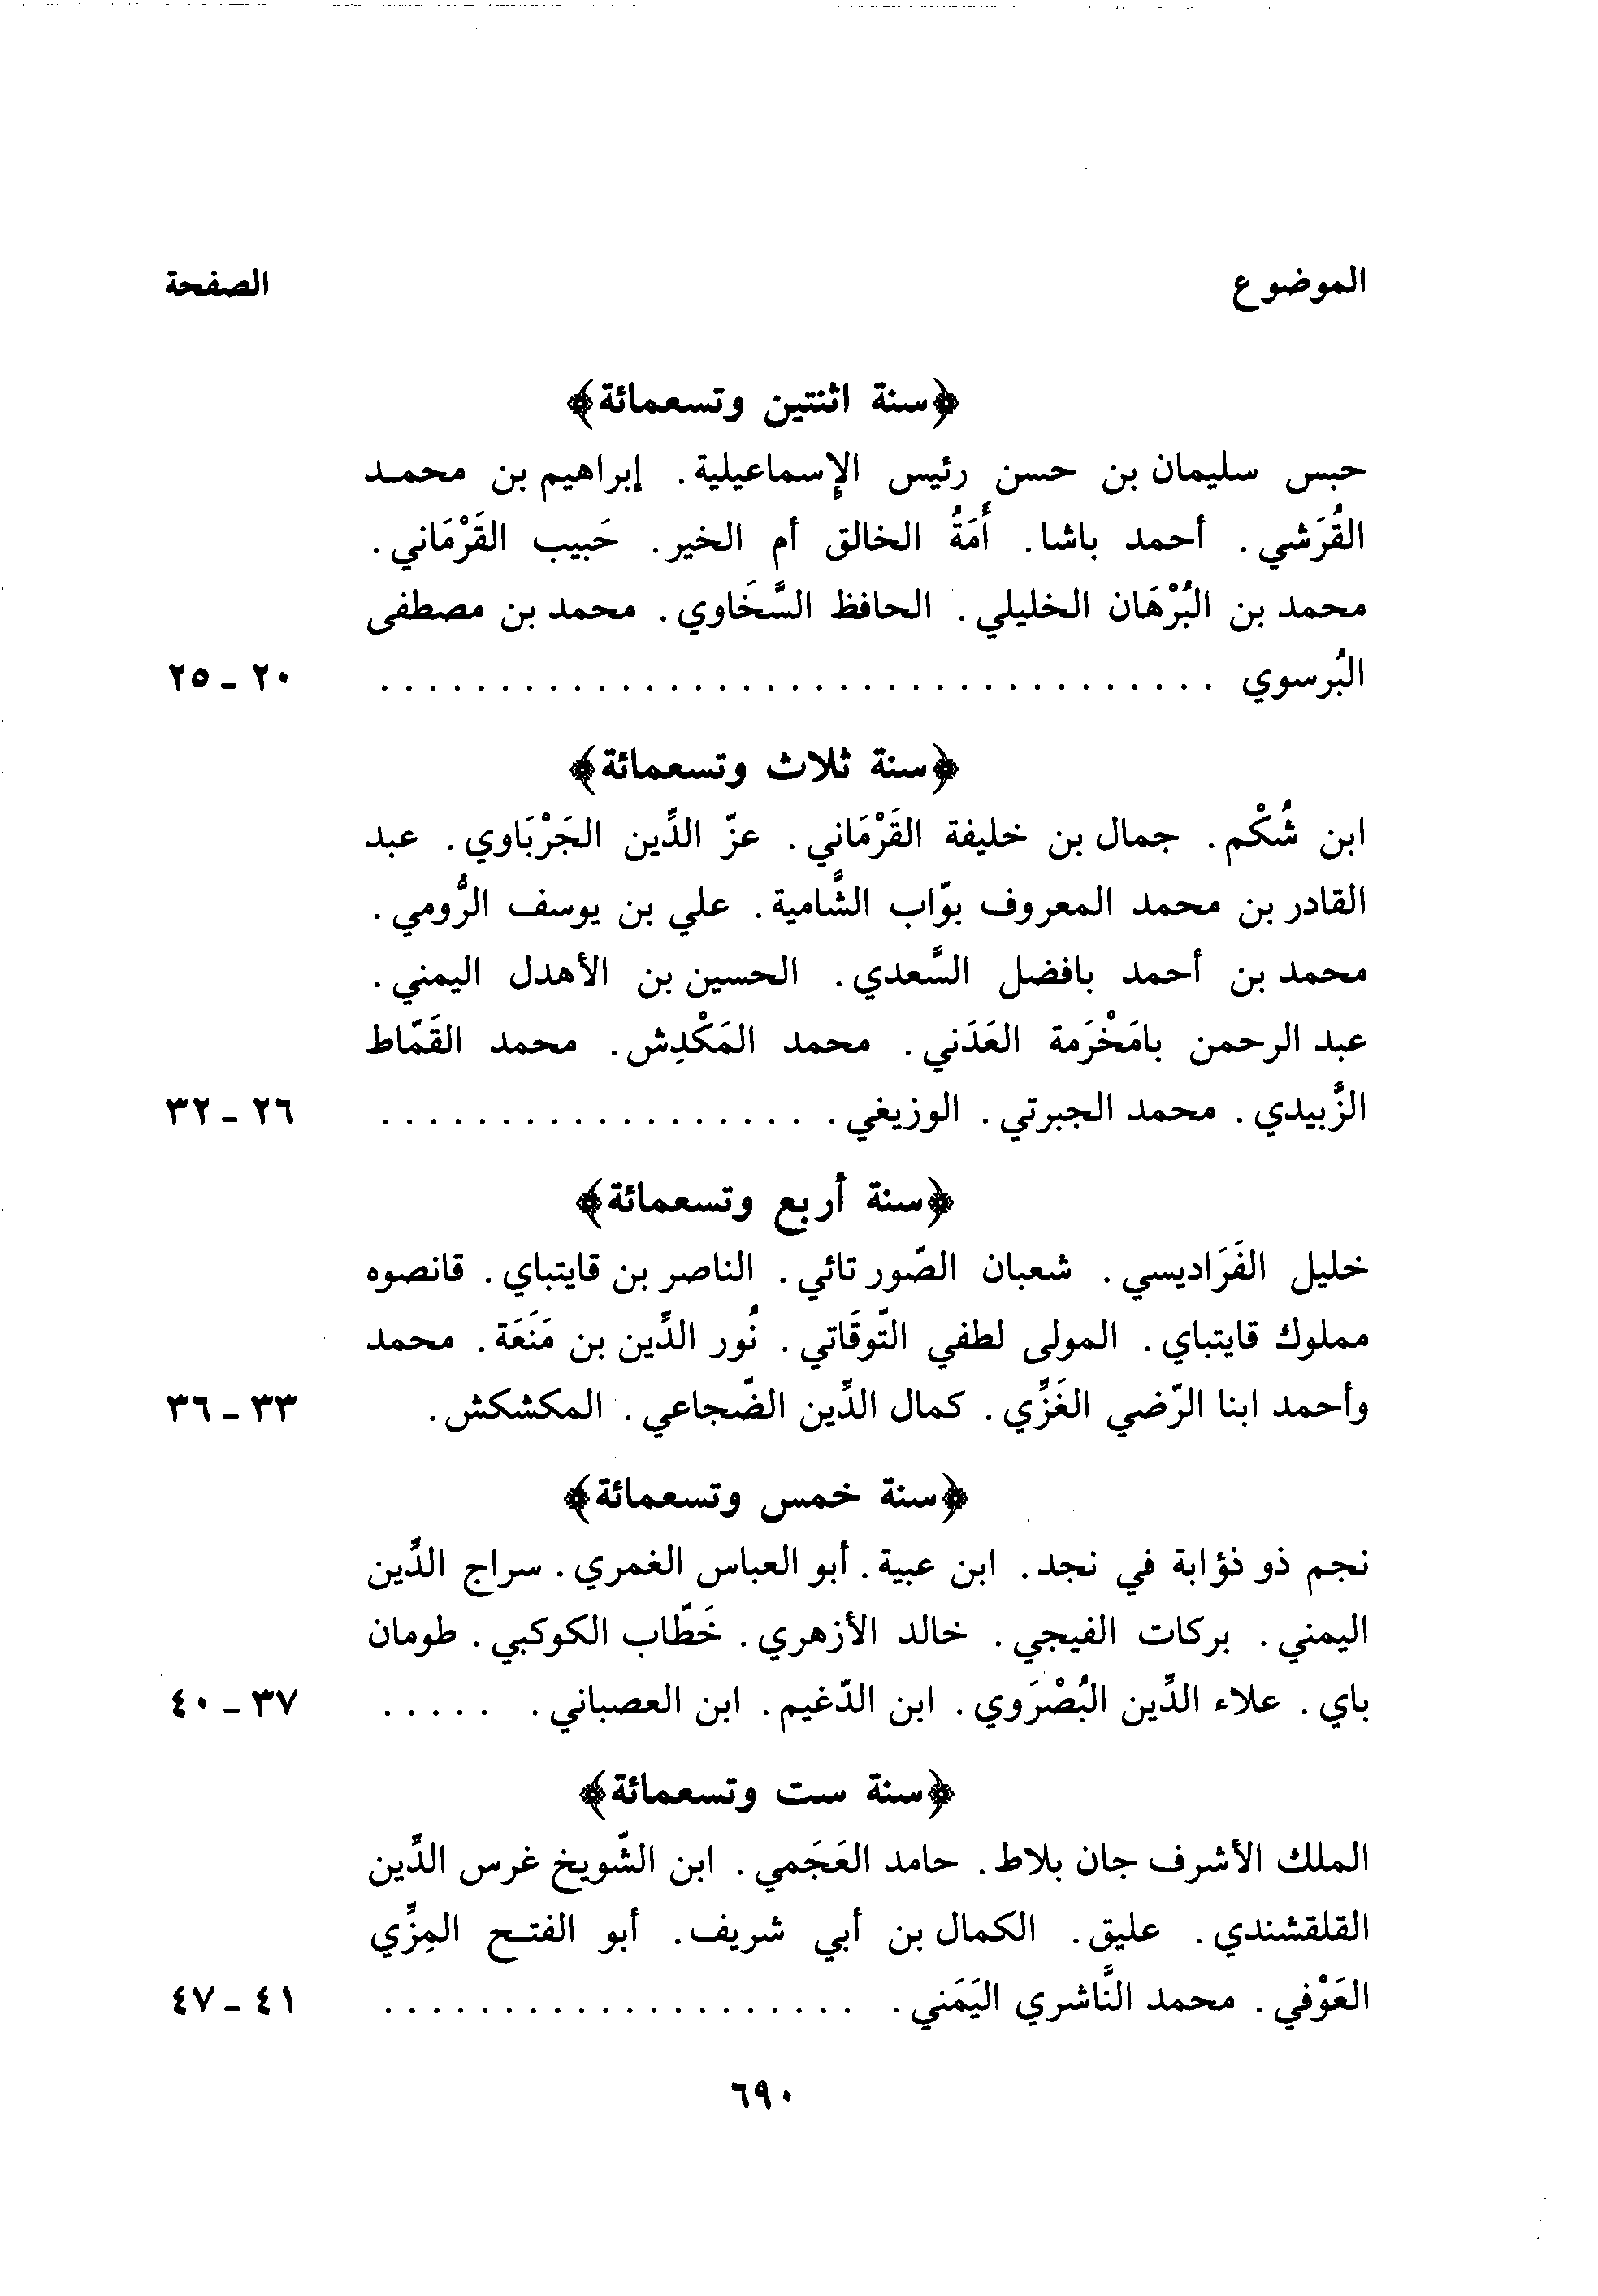 الموضوع الصفحة
﴿سنة اثنتين وتسعمائة﴾
حبس سليمان بن حسن رئيس الإسماعيلية. إبراهيم بن محمـد
القُرَشي. أحمد باشا. أَمَةُ الخالق أم الخير. حَبيب القَرْمَاني.
محمد بن البُرْهَان الخليلي. الحافظ السَّخَاوي. محمد بن مصطفى
البُرسوي . . . . . . . . . . . . . . . . . . . . . . . . . . . . . . . . . . . ٢٠ ـ ٢٥
﴿سنة ثلاث وتسعمائة﴾
ابن شُكْم. جمال بن خليفة القَرْمَاني. عزّ الدِّين الجَرْبَاوي. عبد
القادر بن محمد المعروف بوّاب الشَّامية. علي بن يوسف الرُّومي.
محمد بن أحمد بافضل السَّعدي. الحسين بن الأهدل اليمني.
عبد الرحمن بامَخْرَمة العَدَني. محمد المَكْدِش. محمد القَمّاط
الزَّبيدي. محمد الجبرتي. الوزيغي. . . . . . . . . . . . . . . . . . . ٢٦ ـ ٣٢
﴿سنة أربع وتسعمائة﴾
خليل الفَرَاديسي. شعبان الصّورتائي. الناصر بن قايتباي. قانصوه
مملوك قايتباي. المولى لطفي التّوقَاتي. نُور الدِّين بن مَنَعَة. محمد
وأحمد ابنا الرّضي الغَزِّي. كمال الدِّين الضّجاعي. المكشكش. ٣٣ ـ ٣٦
﴿سنة خمس وتسعمائة﴾
نجم ذو ذؤابة في نجد. ابن عبية. أبو العباس الغمري. سراج الدِّين
اليمني. بركات الفيجي. خالد الأزهري. خَطّاب الكوكبي. طومان
باي. علاء الدِّين البُصْرَوي. ابن الدّغيم. ابن العصباني. . . . . . ٣٧ ـ ٤٠
﴿سنة ست وتسعمائة﴾
الملك الأشرف جان بلاط. حامد العَجَمي. ابن الشّويخ غرس الدِّين
القلقشندي. عليق. الكمال بن أبي شريف. أبو الفتـح المِزِّي
العَوْفي. محمد النَّاشري اليَمَني. . . . . . . . . . . . . . . . . . . . . ٤١ ـ ٤٧
٦٩٠